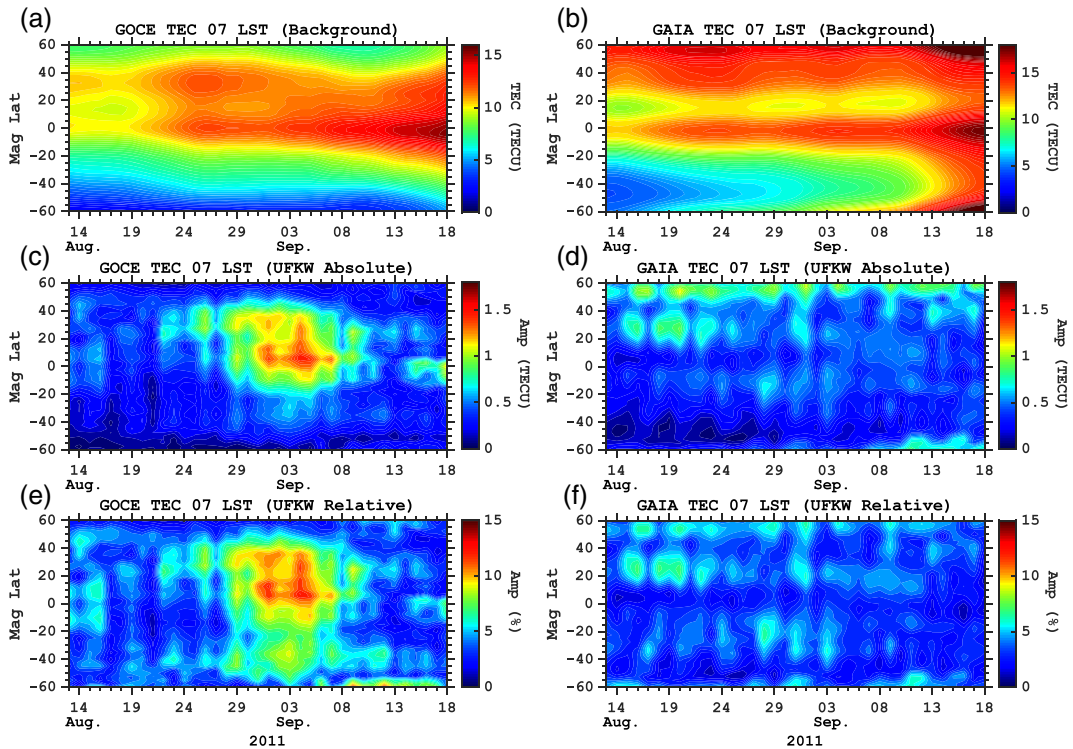 (a)
GOCE TEC 07 LST (Background)
60
40
20
0
−20
−40
−60
Mag Lat
14 19 24 29 03 08 13 18
Aug. Sep.
15
10
5
0
TEC (TECU)
(b)
GAIA TEC 07 LST (Background)
60
40
20
0
−20
−40
−60
Mag Lat
14 19 24 29 03 08 13 18
Aug. Sep.
15
10
5
0
TEC (TECU)
(c)
GOCE TEC 07 LST (UFKW Absolute)
60
40
20
0
−20
−40
−60
Mag Lat
14 19 24 29 03 08 13 18
Aug. Sep.
1.5
1
0.5
0
Amp (TECU)
(d)
GAIA TEC 07 LST (UFKW Absolute)
60
40
20
0
−20
−40
−60
Mag Lat
14 19 24 29 03 08 13 18
Aug. Sep.
1.5
1
0.5
0
Amp (TECU)
(e)
GOCE TEC 07 LST (UFKW Relative)
60
40
20
0
−20
−40
−60
Mag Lat
14 19 24 29 03 08 13 18
Aug. Sep.
2011
15
10
5
0
Amp (%)
(f)
GAIA TEC 07 LST (UFKW Relative)
60
40
20
0
−20
−40
−60
Mag Lat
14 19 24 29 03 08 13 18
Aug. Sep.
2011
15
10
5
0
Amp (%)